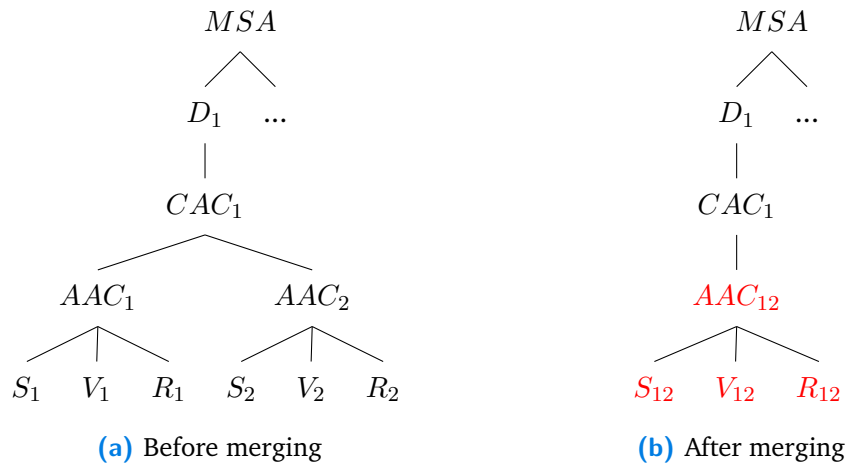 MSA MSA
D₁ ... D₁ ...
CAC₁ CAC₁
AAC₁ AAC₂ AAC₁₂
S₁ V₁ R₁ S₂ V₂ R₂ S₁₂ V₁₂ R₁₂
(a) Before merging (b) After merging